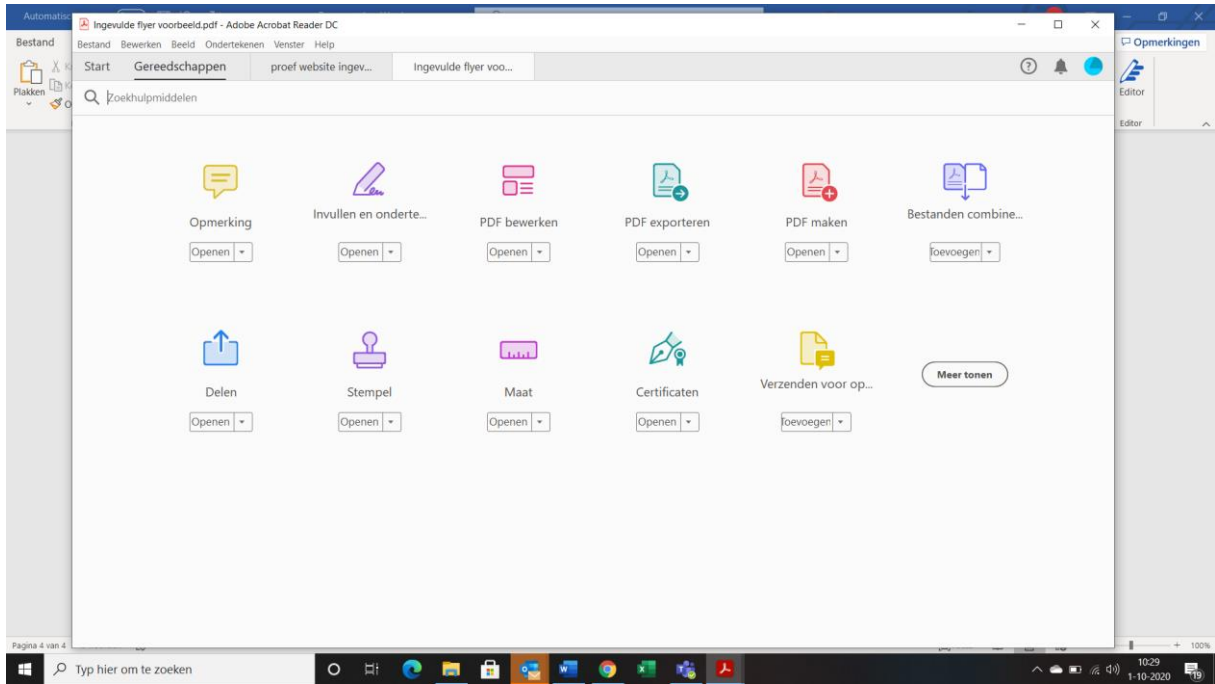 Automatisc
Ingevulde flyer voorbeeld.pdf - Adobe Acrobat Reader DC
Bestand
Bestand Bewerken Beeld Ondertekenen Venster Help
Opmerkingen
Start Gereedschappen proef website ingev... Ingevulde flyer voo...
Plakken
Editor
Zoekhulpmiddelen
Editor
Opmerking Invullen en onderte... PDF bewerken PDF exporteren PDF maken Bestanden combine...
Openen Openen Openen Openen Openen Toevoegen
Delen Stempel Maat Certificaten Verzenden voor op... Meer tonen
Openen Openen Openen Openen Toevoegen
Pagina 4 van 4
100%
Typ hier om te zoeken
10:29
1-10-2020
19